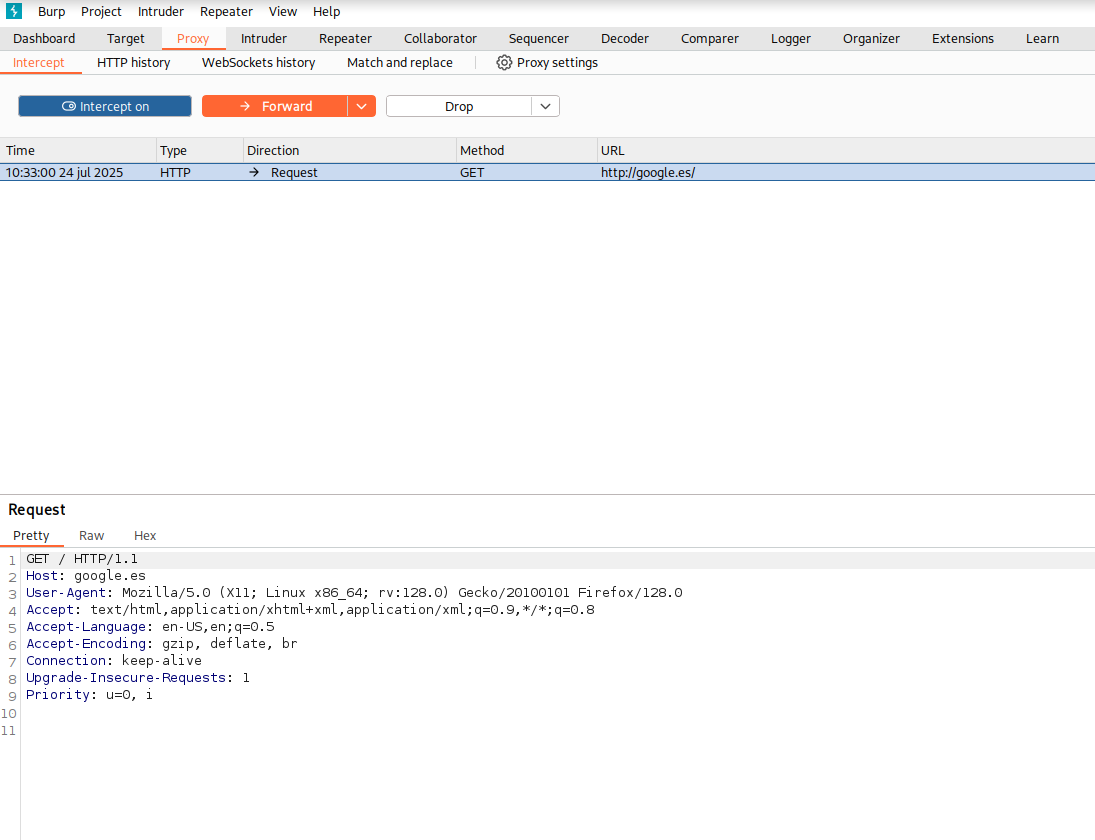 Burp Project Intruder Repeater View Help
Dashboard Target Proxy Intruder Repeater Collaborator Sequencer Decoder Comparer Logger Organizer Extensions Learn
Intercept HTTP history WebSockets history Match and replace Proxy settings
Intercept on Forward Drop
Time Type Direction Method URL
10:33:00 24 jul 2025 HTTP → Request GET http://google.es/
Request
Pretty Raw Hex
1 GET / HTTP/1.1
2 Host: google.es
3 User-Agent: Mozilla/5.0 (X11; Linux x86_64; rv:128.0) Gecko/20100101 Firefox/128.0
4 Accept: text/html,application/xhtml+xml,application/xml;q=0.9,*/*;q=0.8
5 Accept-Language: en-US,en;q=0.5
6 Accept-Encoding: gzip, deflate, br
7 Connection: keep-alive
8 Upgrade-Insecure-Requests: 1
9 Priority: u=0, i
10
11